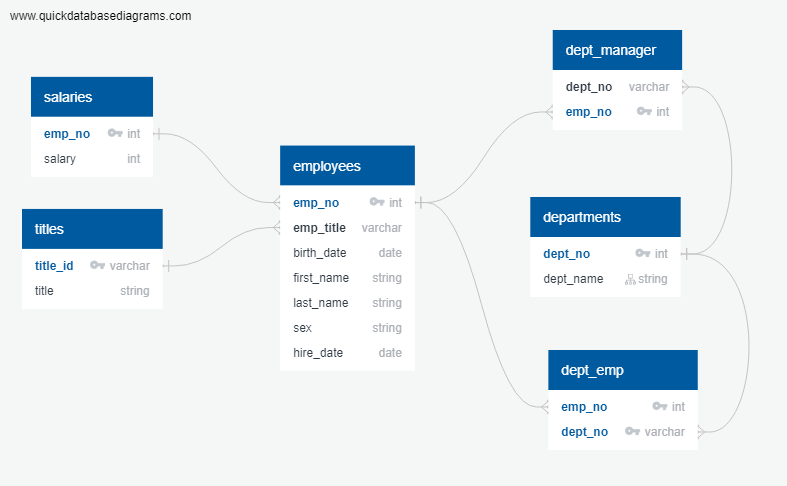 www.quickdatabasediagrams.com
salaries
emp_no int
salary int
titles
title_id varchar
title string
employees
emp_no int
emp_title varchar
birth_date date
first_name string
last_name string
sex string
hire_date date
dept_manager
dept_no varchar
emp_no int
departments
dept_no int
dept_name string
dept_emp
emp_no int
dept_no varchar